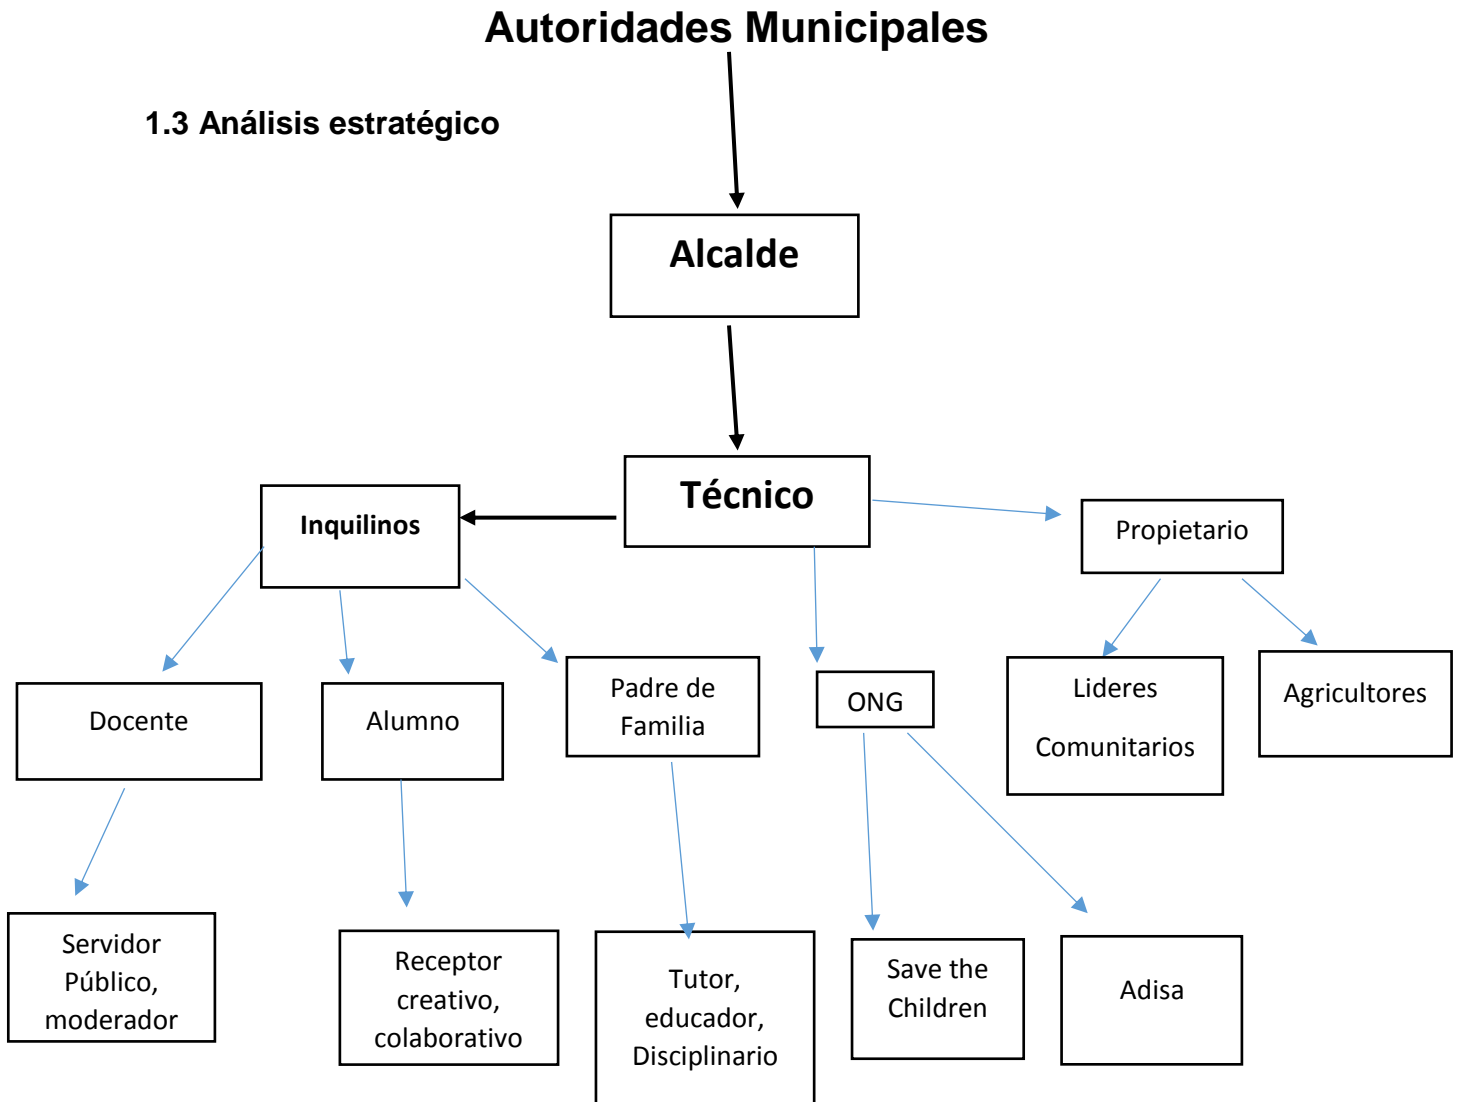 Autoridades Municipales
1.3 Análisis estratégico
Alcalde
Técnico
Inquilinos
Propietario
Docente
Alumno
Padre de
Familia
ONG
Lideres
Comunitarios
Agricultores
Servidor
Público,
moderador
Receptor
creativo,
colaborativo
Tutor,
educador,
Disciplinario
Save the
Children
Adisa